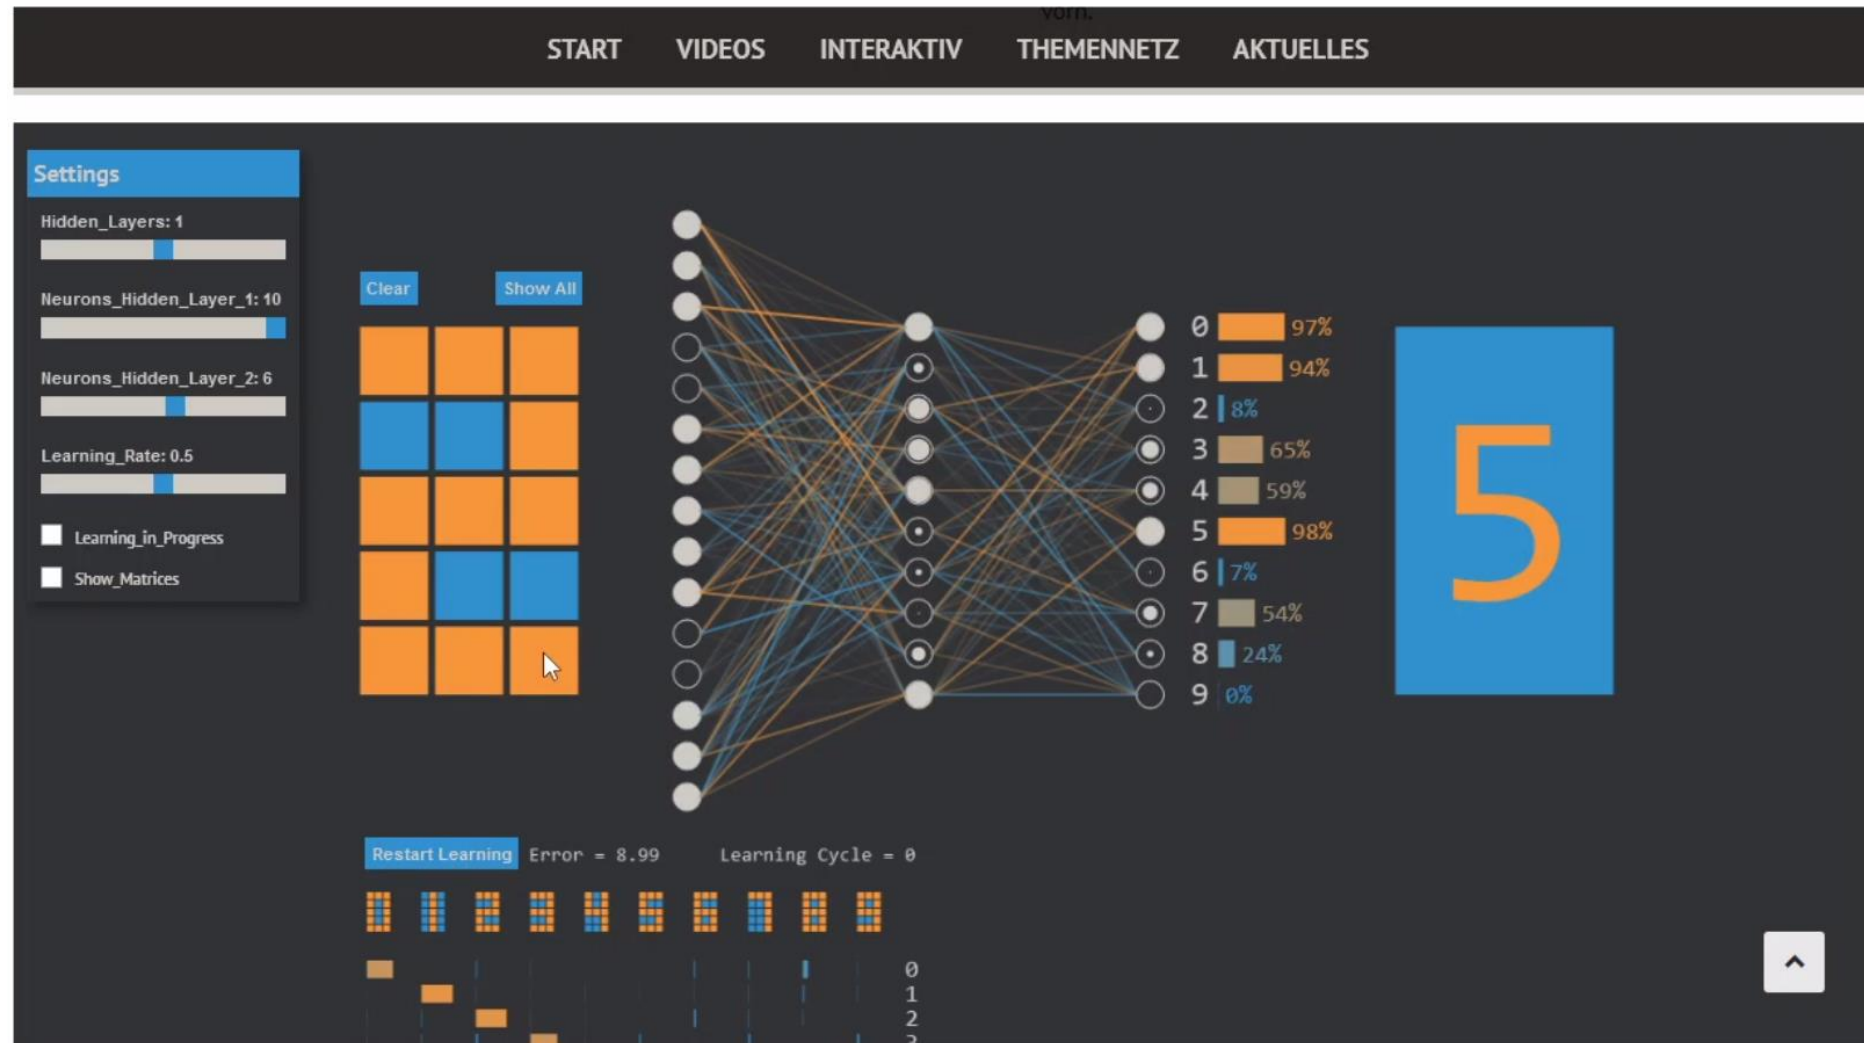 vorn.
START VIDEOS INTERAKTIV THEMENNETZ AKTUELLES
Settings
Hidden_Layers: 1
Neurons_Hidden_Layer_1: 10
Neurons_Hidden_Layer_2: 6
Learning_Rate: 0.5
Learning_in_Progress
Show_Matrices
Clear Show All
0 97%
1 94%
2 8%
3 65%
4 59%
5 98%
6 7%
7 54%
8 24%
9 0%
5
Restart Learning Error = 8.99 Learning Cycle = 0
0
1
2
3